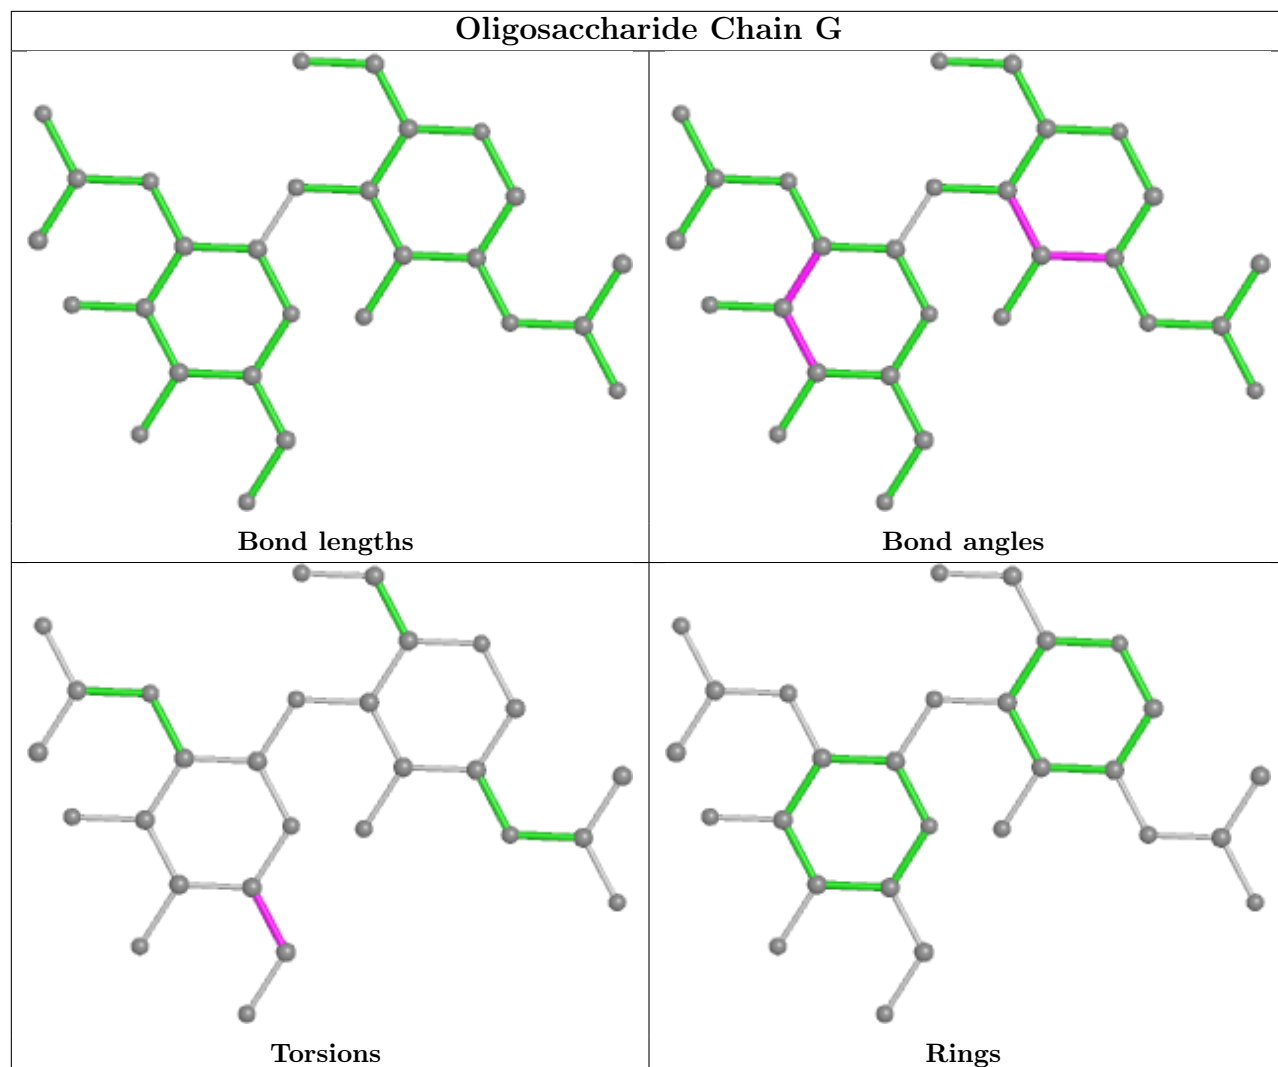 Oligosaccharide Chain G
Bond lengths
Bond angles
Torsions
Rings